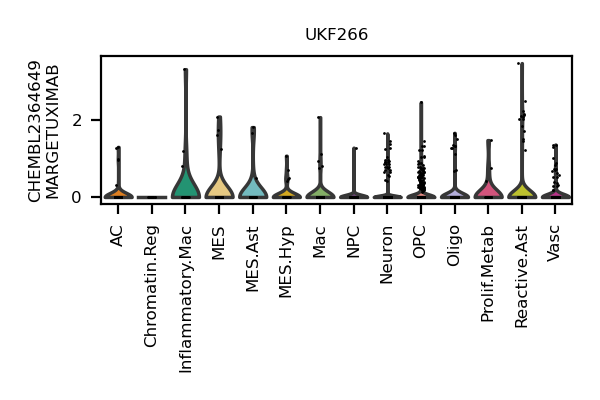 UKF266
CHEMBL2364649
MARGETUXIMAB
2
0
AC
Chromatin.Reg
Inflammatory.Mac
MES
MES.Ast
MES.Hyp
Mac
NPC
Neuron
OPC
Oligo
Prolif.Metab
Reactive.Ast
Vasc